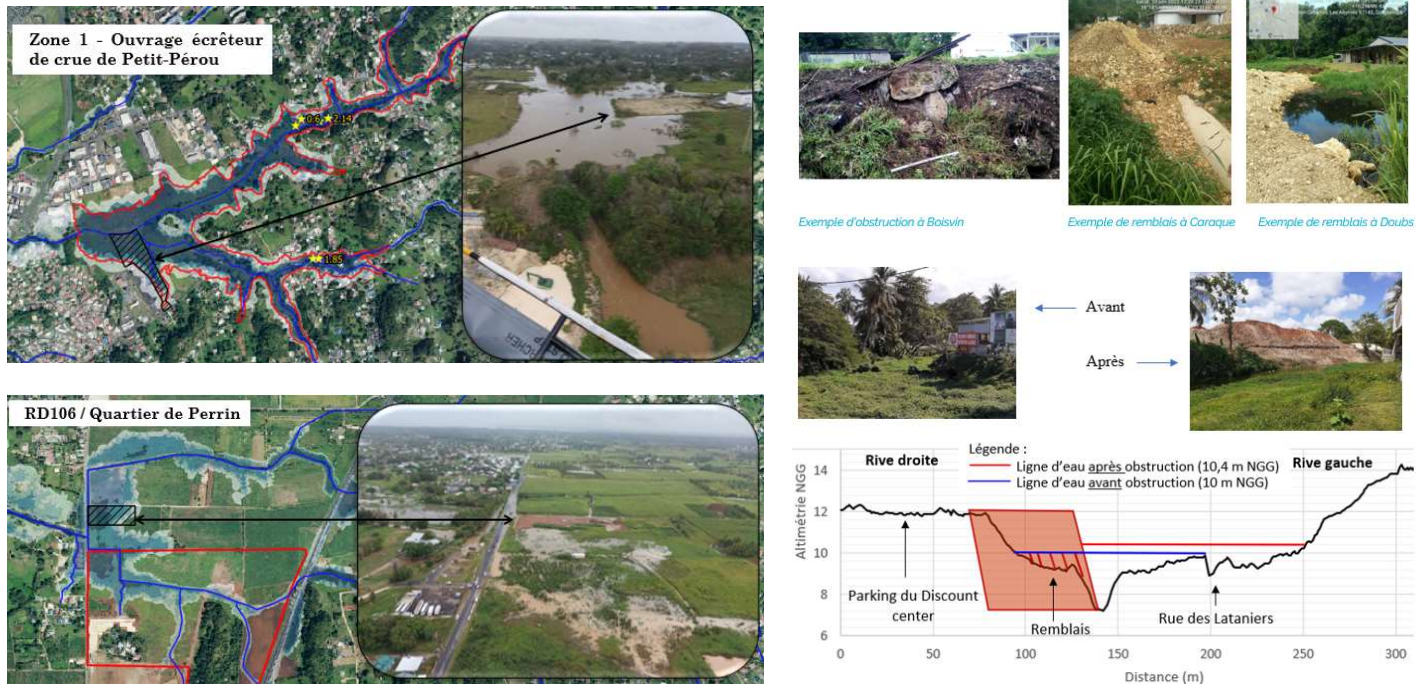 Zone 1 - Ouvrage écrêteur
de crue de Petit-Pérou
0.6
2.14
1.85
RD106 / Quartier de Perrin
Exemple d'obstruction à Boisvin
Exemple de remblais à Caraque
Exemple de remblais à Doubs
Avant
Après
Légende :
Rive droite
Rive gauche
Ligne d'eau après obstruction (10,4 m NGG)
Ligne d'eau avant obstruction (10 m NGG)
Altimétrie NGG
14
12
10
8
6
Parking du Discount
center
Remblais
Rue des Lataniers
0
50
100
150
200
250
300
Distance (m)